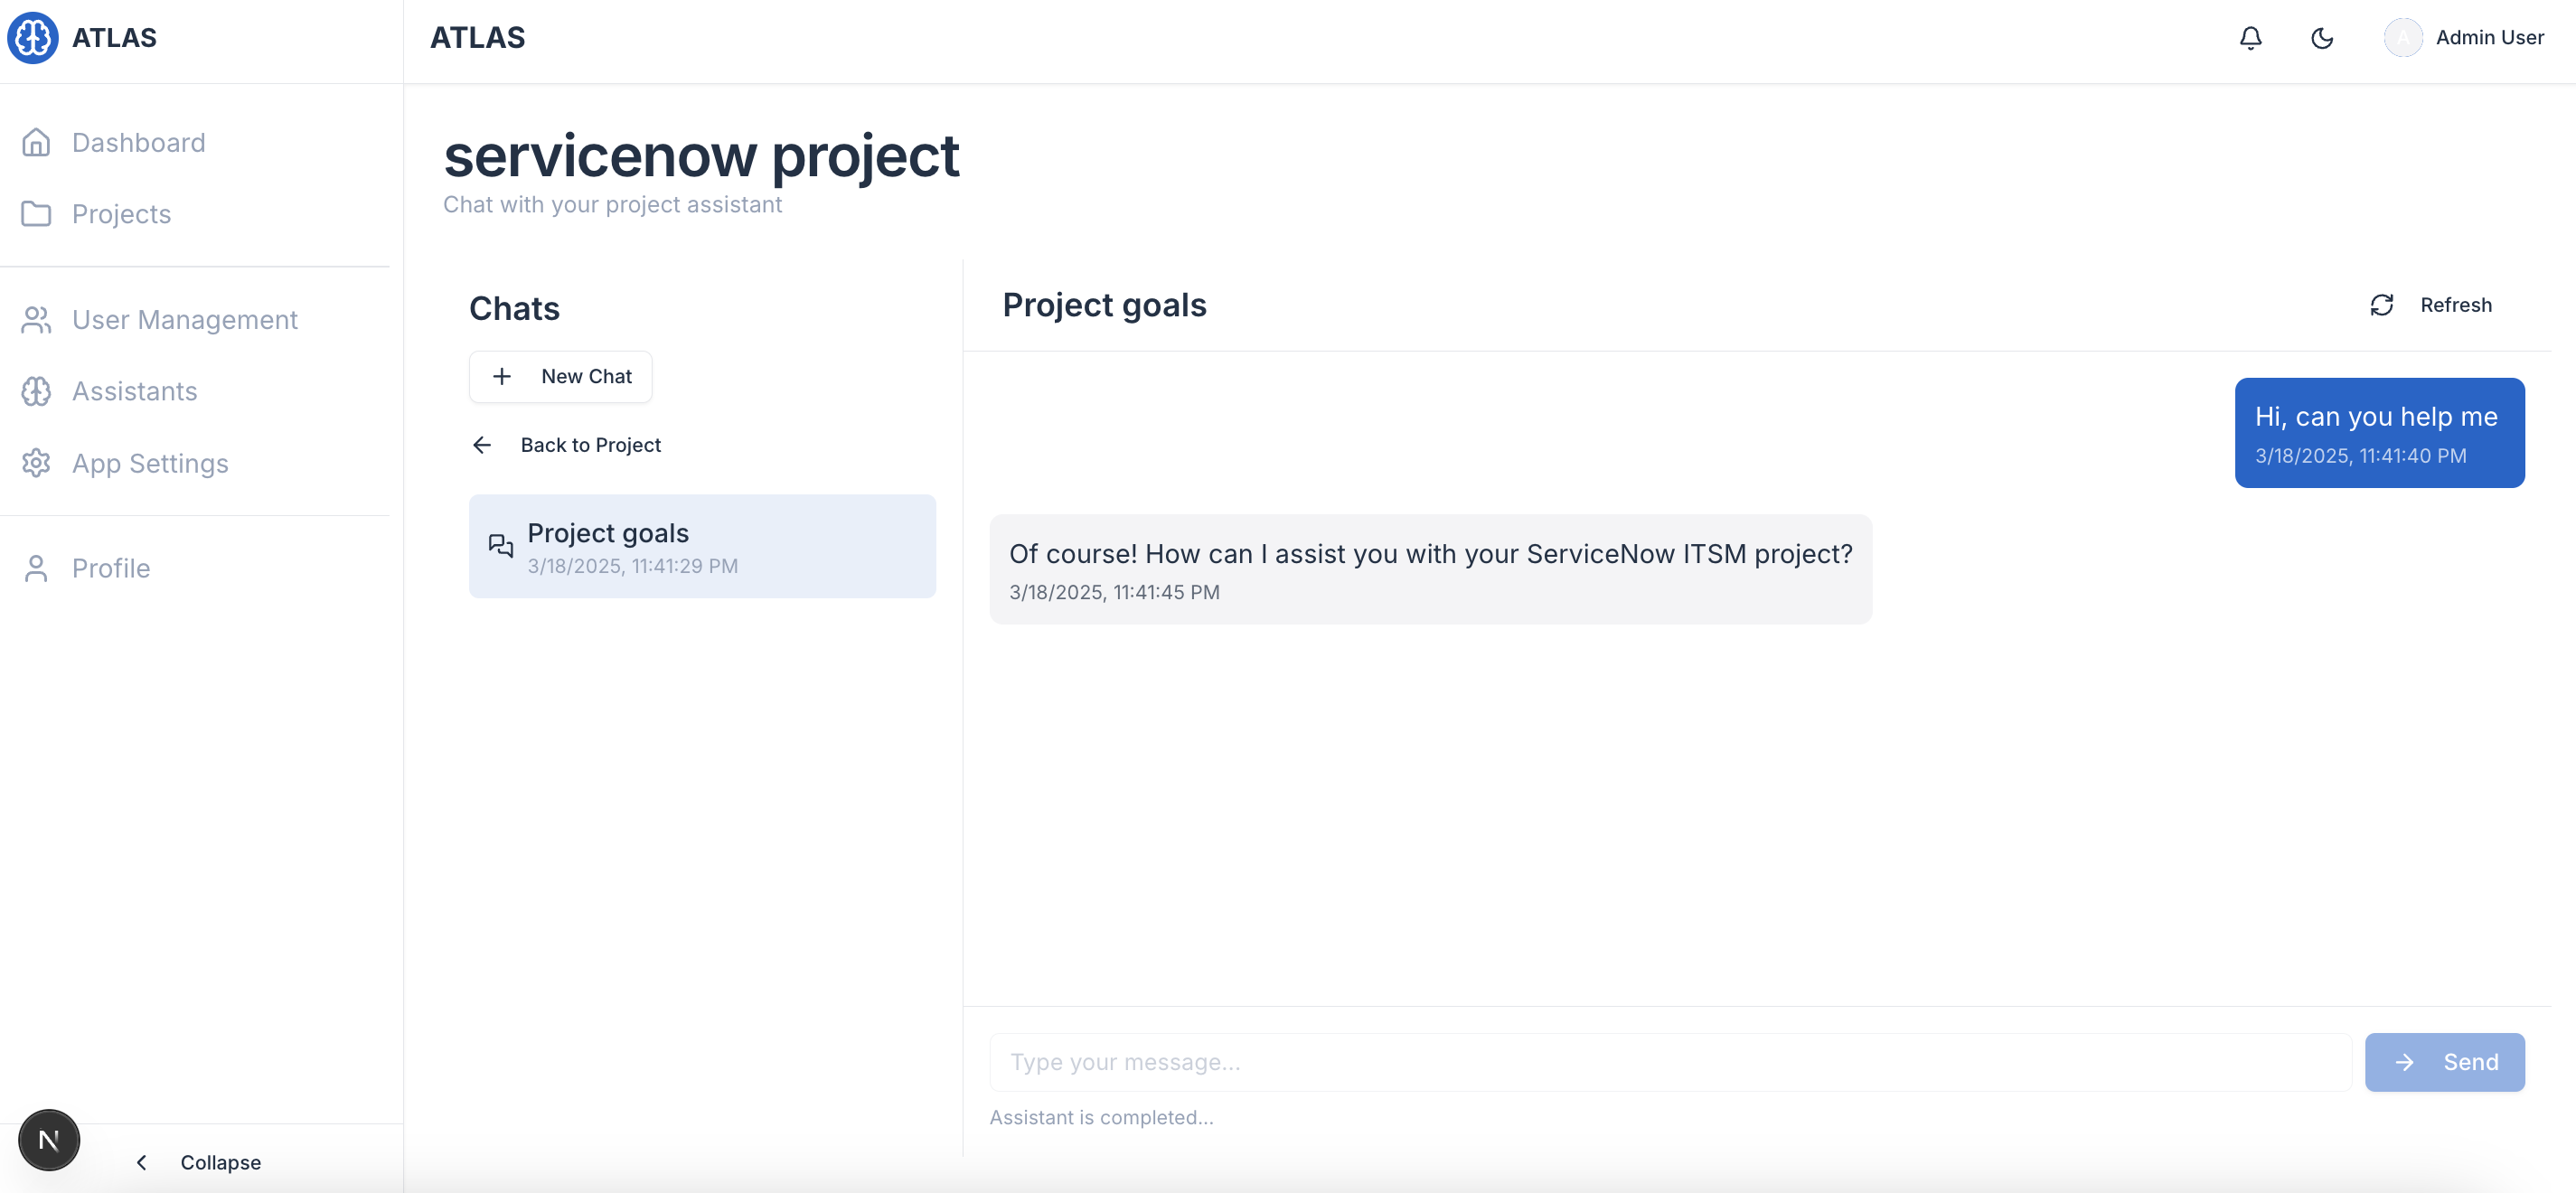 ATLAS
ATLAS
A
Admin User
Dashboard
Projects
User Management
Assistants
App Settings
Profile
N
Collapse
servicenow project
Chat with your project assistant
Chats
New Chat
Back to Project
Project goals
3/18/2025, 11:41:29 PM
Project goals
Refresh
Hi, can you help me
3/18/2025, 11:41:40 PM
Of course! How can I assist you with your ServiceNow ITSM project?
3/18/2025, 11:41:45 PM
Type your message...
Send
Assistant is completed...